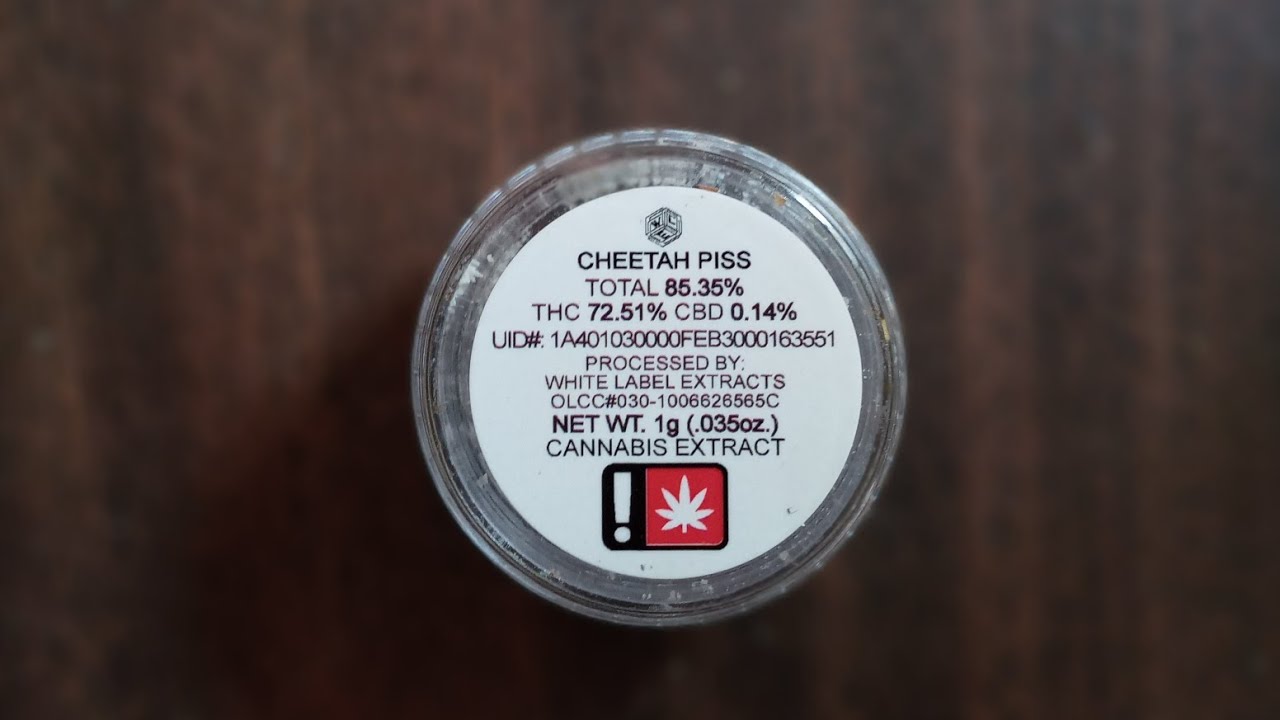 CHEETAH PISS
TOTAL 85.35%
THC 72.51% CBD 0.14%
UID#: 1A401030000FEB3000163551
PROCESSED BY:
WHITE LABEL EXTRACTS
OLCC#030-1006626565C
NET WT. 1g (.035oz.)
CANNABIS EXTRACT
!